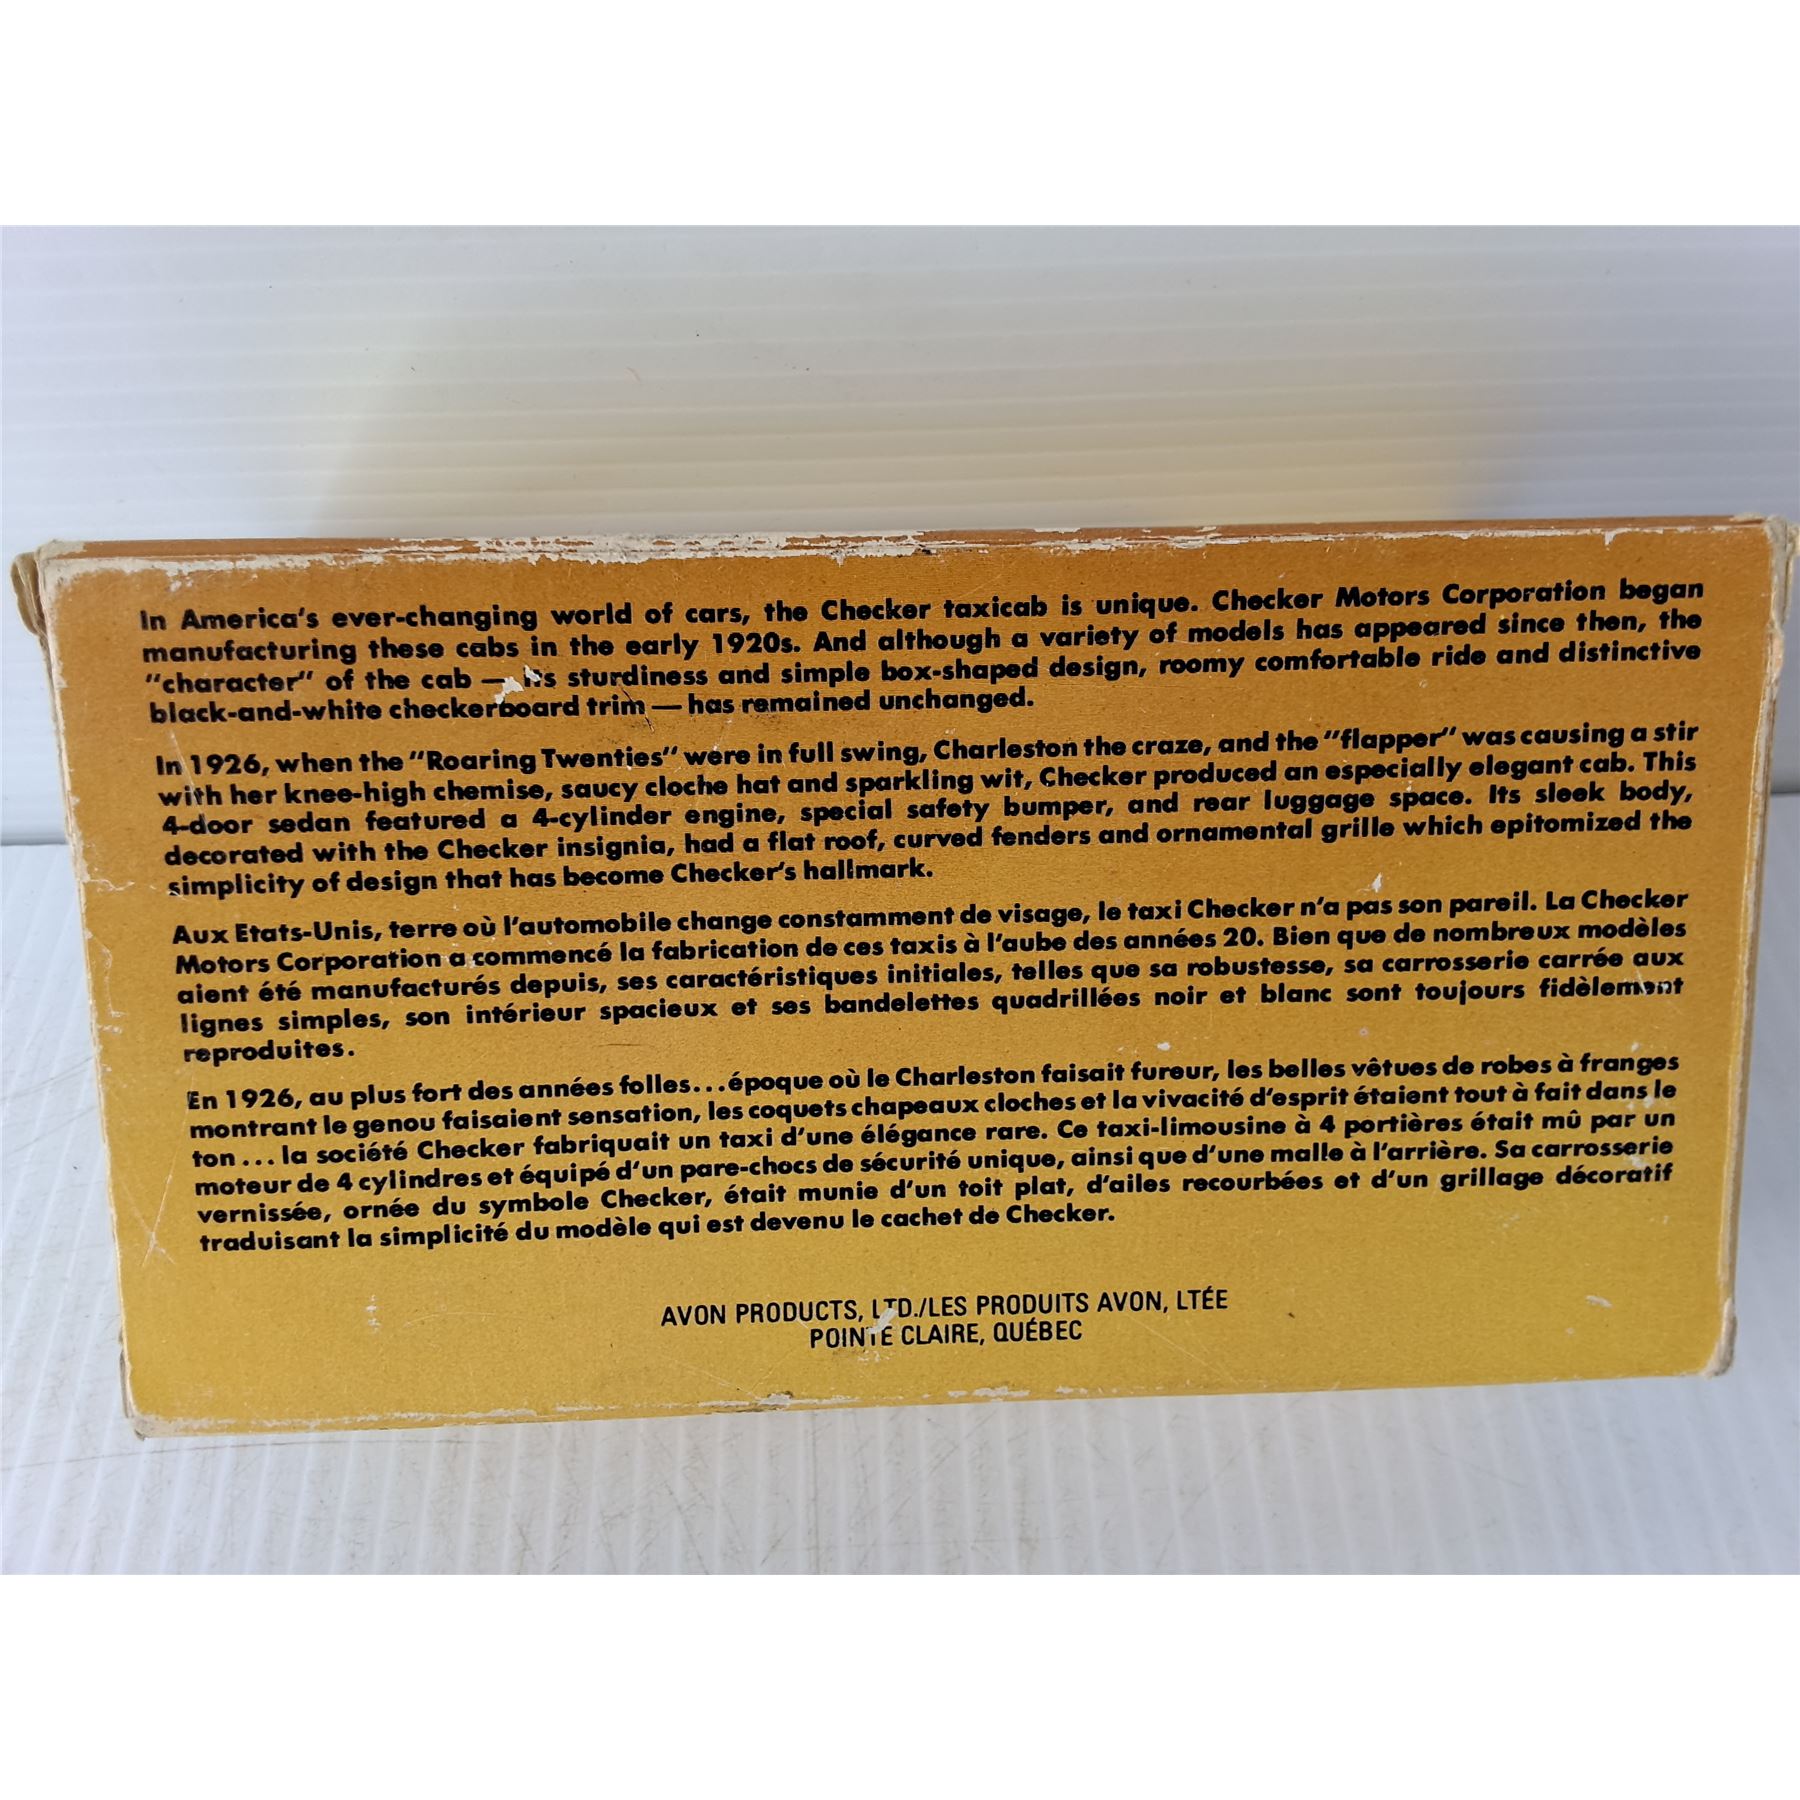 In America's ever-changing world of cars, the Checker taxicab is unique. Checker Motors Corporation began
manufacturing these cabs in the early 1920s. And although a variety of models has appeared since then, the
"character" of the cab — its sturdiness and simple box-shaped design, roomy comfortable ride and distinctive
black-and-white checkerboard trim — has remained unchanged.
In 1926, when the "Roaring Twenties" were in full swing, Charleston the craze, and the "flapper" was causing a stir
with her knee-high chemise, saucy cloche hat and sparkling wit, Checker produced an especially elegant cab. This
4-door sedan featured a 4-cylinder engine, special safety bumper, and rear luggage space. Its sleek body,
decorated with the Checker insignia, had a flat roof, curved fenders and ornamental grille which epitomized the
simplicity of design that has become Checker's hallmark.
Aux Etats-Unis, terre où l'automobile change constamment de visage, le taxi Checker n'a pas son pareil. La Checker
Motors Corporation a commencé la fabrication de ces taxis à l'aube des années 20. Bien que de nombreux modèles
aient été manufacturés depuis, ses caractéristiques initiales, telles que sa robustesse, sa carrosserie carrée aux
lignes simples, son intérieur spacieux et ses bandelettes quadrillées noir et blanc sont toujours fidèlement
reproduites.
En 1926, au plus fort des années folles...époque où le Charleston faisait fureur, les belles vêtues de robes à franges
montrant le genou faisaient sensation, les coquets chapeaux cloches et la vivacité d'esprit étaient tout à fait dans le
ton... la société Checker fabriquait un taxi d'une élégance rare. Ce taxi-limousine à 4 portières était mû par un
moteur de 4 cylindres et équipé d'un pare-chocs de sécurité unique, ainsi que d'une malle à l'arrière. Sa carrosserie
vernissée, ornée du symbole Checker, était munie d'un toit plat, d'ailes recourbées et d'un grillage décoratif
traduisant la simplicité du modèle qui est devenu le cachet de Checker.
AVON PRODUCTS, LTD./LES PRODUITS AVON, LTÉE
POINTE CLAIRE, QUÉBEC